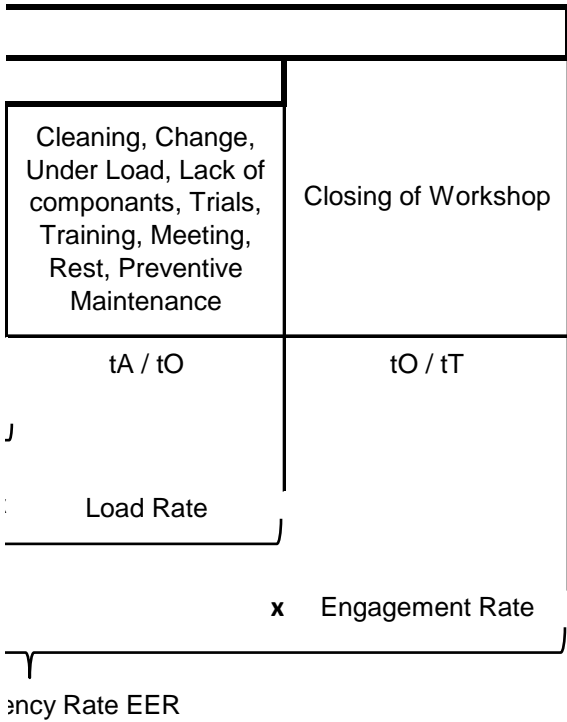 Cleaning, Change,
Under Load, Lack of
componants, Trials,
Training, Meeting,
Rest, Preventive
Maintenance
Closing of Workshop
tA / tO
tO / tT
Load Rate
x Engagement Rate
ency Rate EER